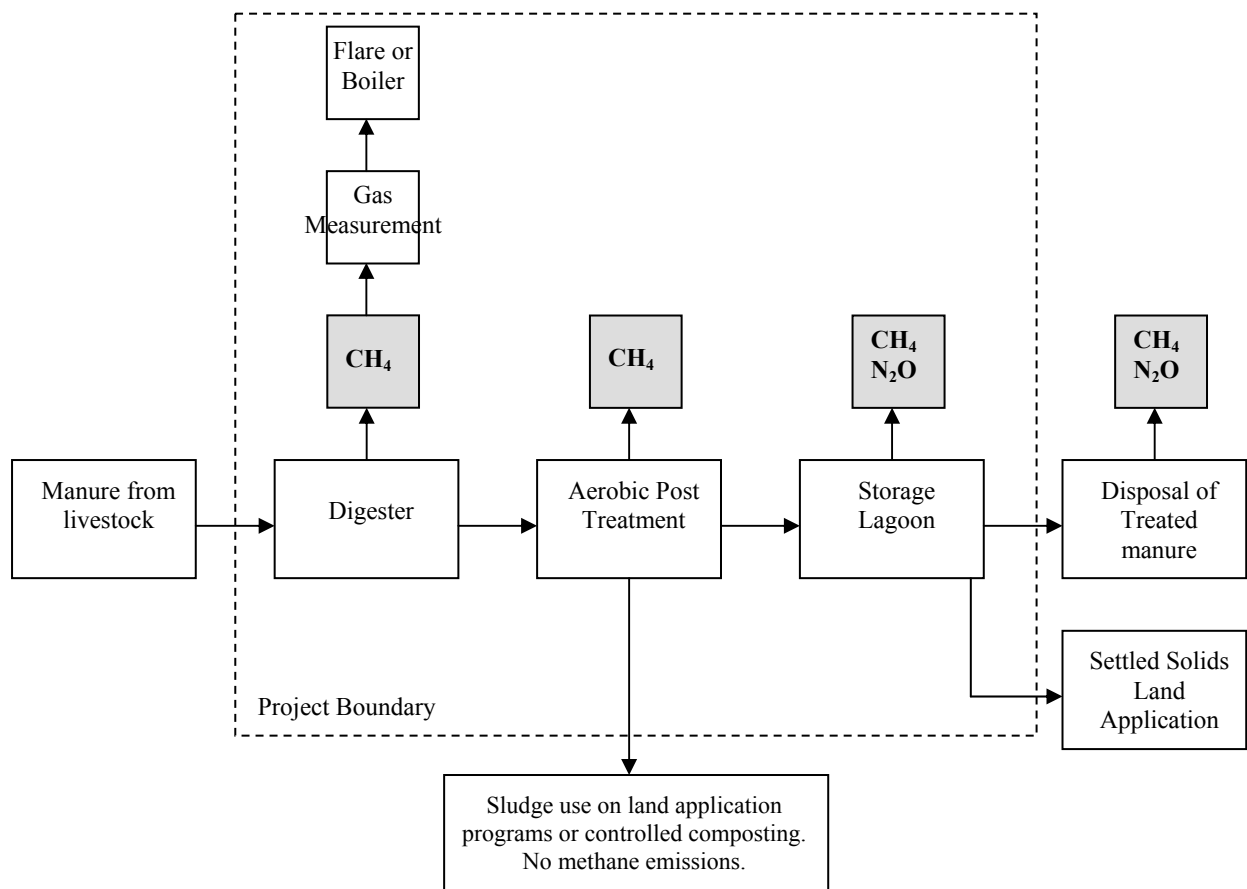 Flare or
Boiler
Gas
Measurement
CH₄
CH₄
CH₄
N₂O
CH₄
N₂O
Manure from
livestock
Digester
Aerobic Post
Treatment
Storage
Lagoon
Disposal of
Treated
manure
Settled Solids
Land
Application
Project Boundary
Sludge use on land application
programs or controlled composting.
No methane emissions.